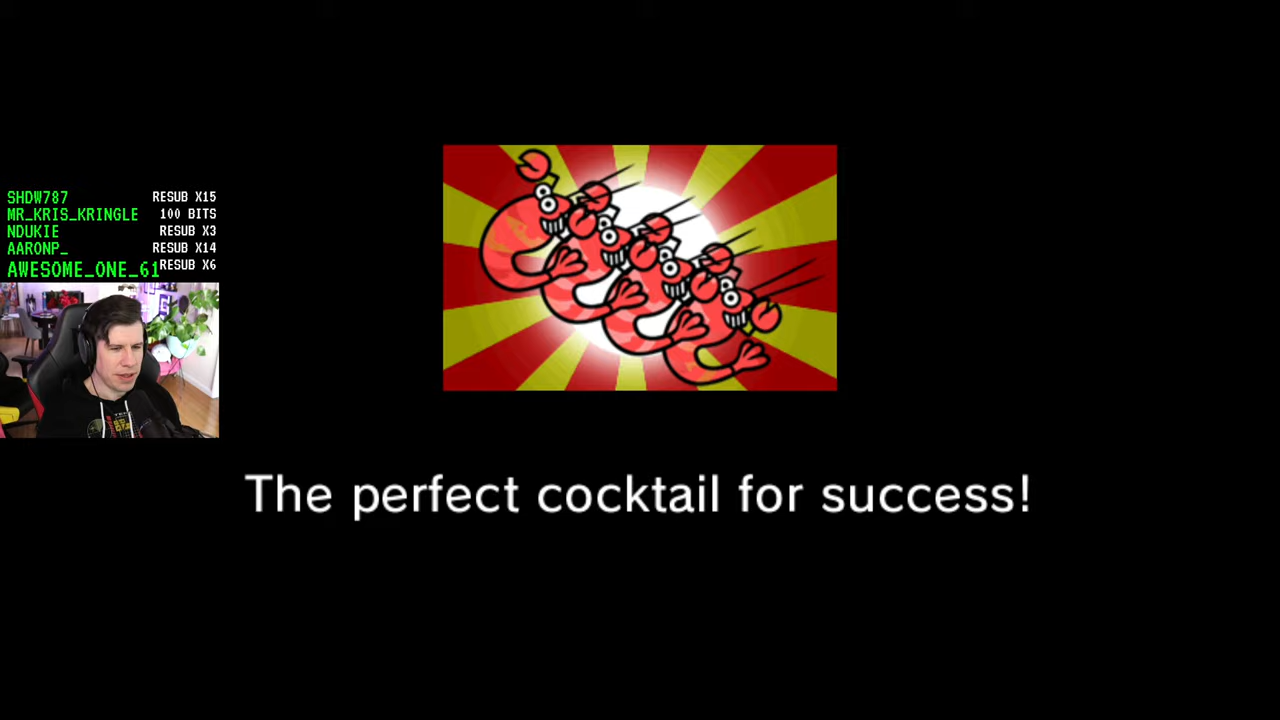 SHDW787 RESUB X15
MR_KRIS_KRINGLE 100 BITS
NDUKIE RESUB X3
AARONP_ RESUB X14
AWESOME_ONE_61 RESUB X6
The perfect cocktail for success!